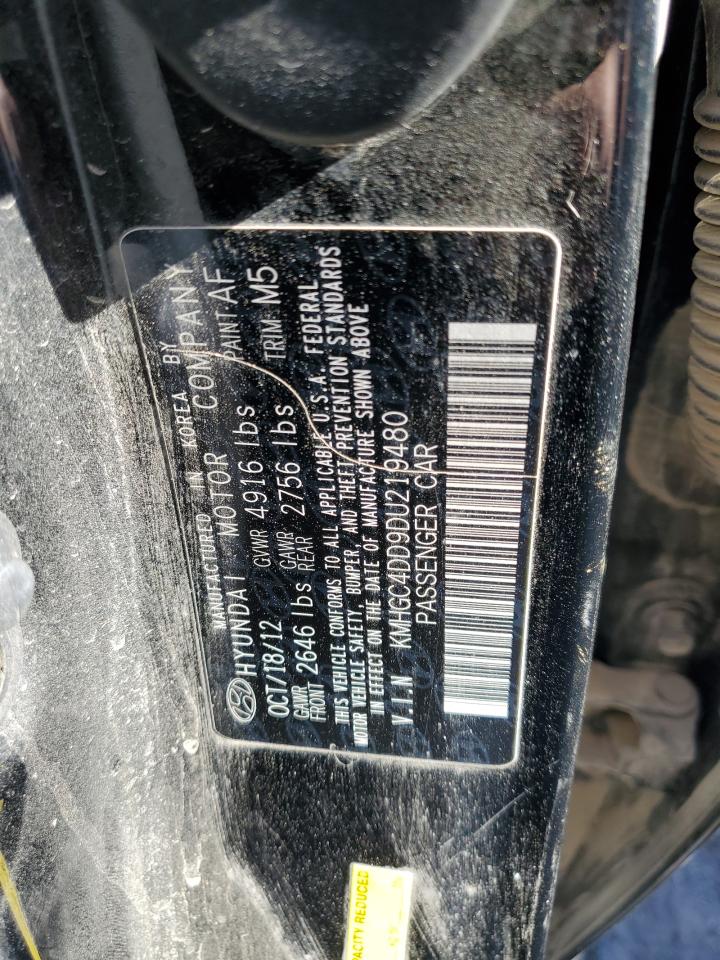 MANUFACTURED IN KOREA BY
HYUNDAI MOTOR COMPANY
OCT/18/12 GVWR 4916 lbs PAINT AF
GAWR FRONT 2646 lbs GAWR REAR 2756 lbs TRIM M5
THIS VEHICLE CONFORMS TO ALL APPLICABLE U.S.A. FEDERAL
MOTOR VEHICLE SAFETY, BUMPER, AND THEFT PREVENTION STANDARDS
IN EFFECT ON THE DATE OF MANUFACTURE SHOWN ABOVE
V.I.N KMHGC4DD9DU219480
PASSENGER CAR
ACITY REDUCED